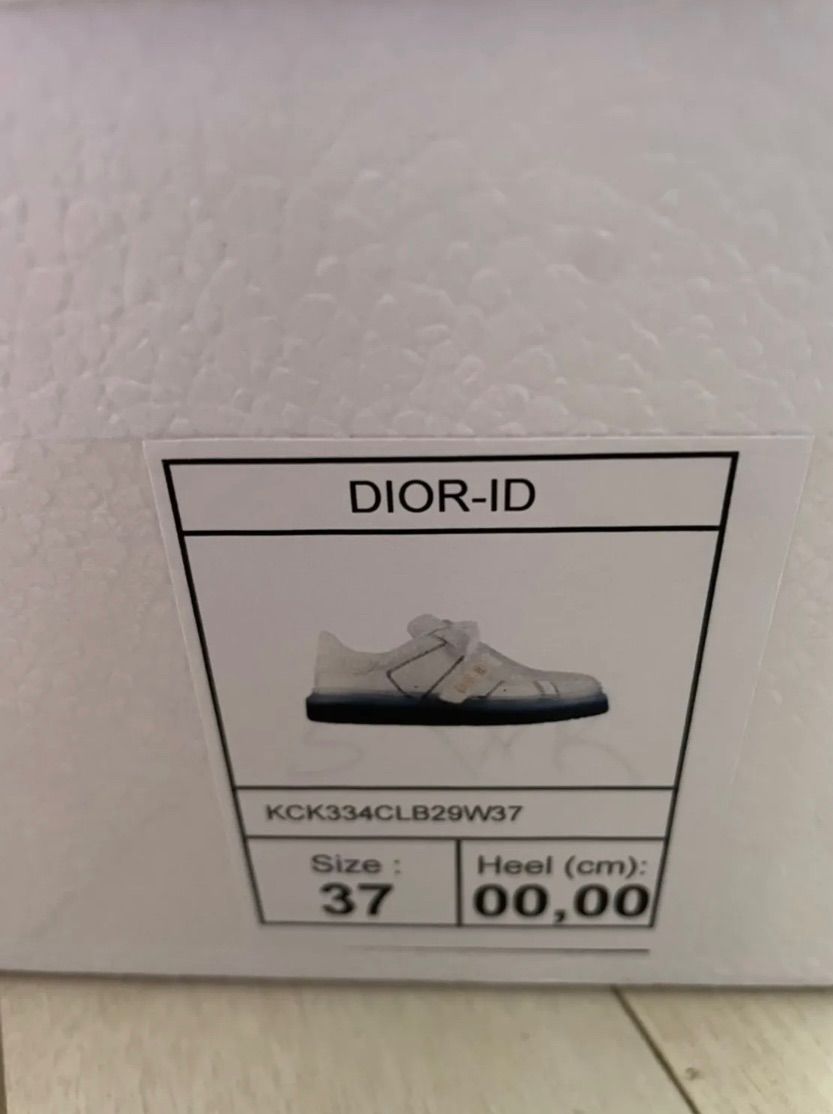 DIOR-ID
KCK334CLB29W37
Size :
37
Heel (cm):
00,00